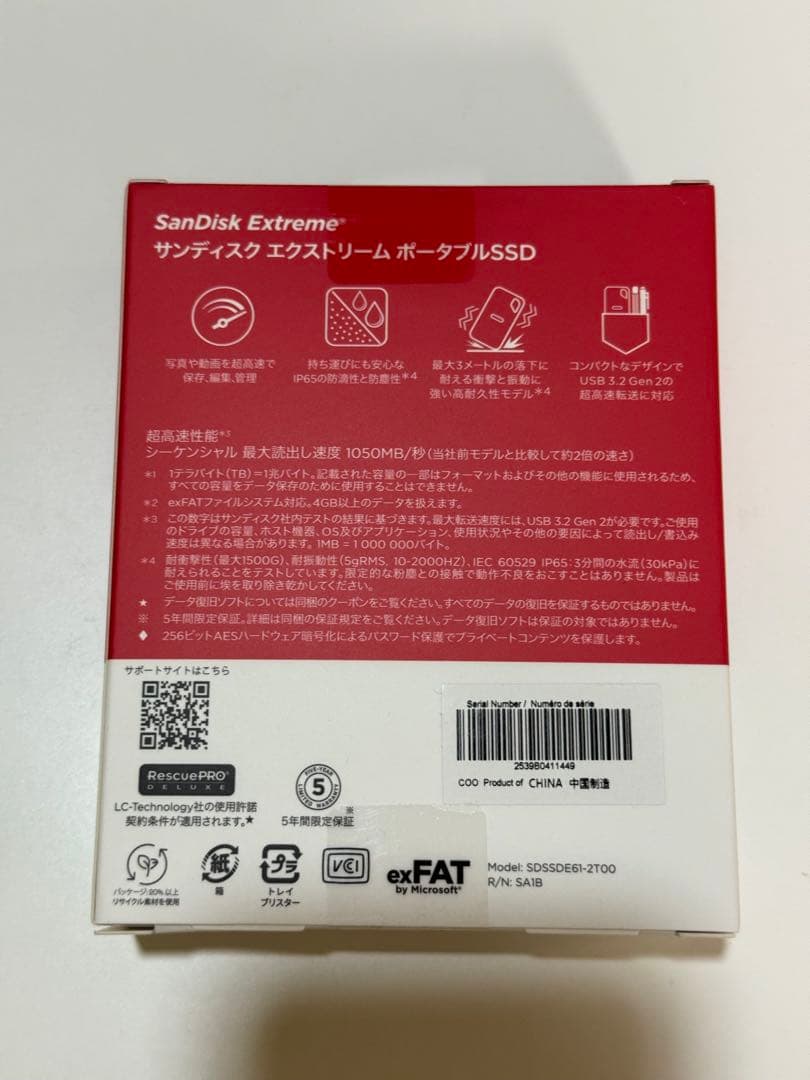 SanDisk Extreme®
サンディスク エクストリーム ポータブルSSD
写真や動画を超高速で
保存、編集、管理
持ち運びにも安心な
IP65の防滴性と防塵性*4
最大3メートルの落下に
耐える衝撃と振動に
強い高耐久性モデル*4
コンパクトなデザインで
USB 3.2 Gen 2の
超高速転送に対応
超高速性能*3
シーケンシャル 最大読出し速度 1050MB/秒(当社前モデルと比較して約2倍の速さ)
*1 1テラバイト(TB)=1兆バイト。記載された容量の一部はフォーマットおよびその他の機能に使用されるため、
すべての容量をデータ保存のために使用することはできません。
*2 exFATファイルシステム対応。4GB以上のデータを扱えます。
*3 この数字はサンディスク社内テストの結果に基づきます。最大転送速度には、USB 3.2 Gen 2が必要です。ご使用
のドライブの容量、ホスト機器、OS及びアプリケーション、使用状況やその他の要因によって読出し/書込み
速度は異なる場合があります。1MB=1 000 000バイト。
*4 耐衝撃性(最大1500G)、耐振動性(5gRMS, 10-2000HZ)、IEC 60529 IP65:3分間の水流(30kPa)に
耐えられることをテストしています。限定的な粉塵との接触で動作不良をおこすことはありません。製品は
ご使用前に埃を取り除き乾かしてください。
★ データ復旧ソフトについては同梱のクーポンをご覧ください。すべてのデータの復旧を保証するものではありません。
※ 5年間限定保証。詳細は同梱の保証規定をご覧ください。データ復旧ソフトは保証の対象ではありません。
♦ 256ビットAESハードウェア暗号化によるパスワード保護でプライベートコンテンツを保護します。
サポートサイトはこちら
Serial Number / Numéro de série
2539B0411449
COO Product of CHINA 中国制造
RescuePRO®
DELUXE
LC-Technology社の使用許諾
契約条件が適用されます。★
FIVE-YEAR
5
LIMITED WARRANTY
※
5年間限定保証
パッケージ:90%以上
リサイクル素材を使用
紙
箱
プラ
トレイ
ブリスター
VCCI
exFAT
by Microsoft®
Model: SDSSDE61-2T00
R/N: SA1B